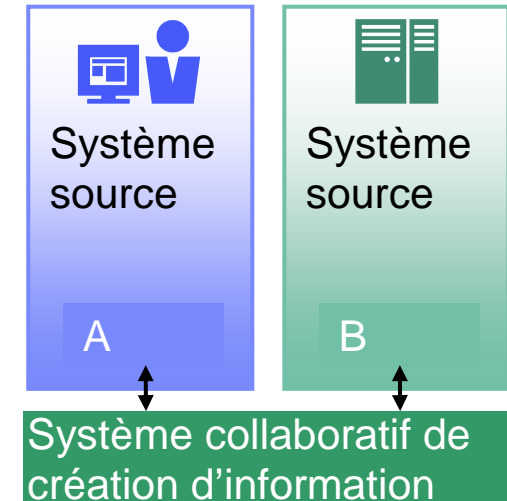 Système
source
A
Système
source
B
Système collaboratif de
création d’information